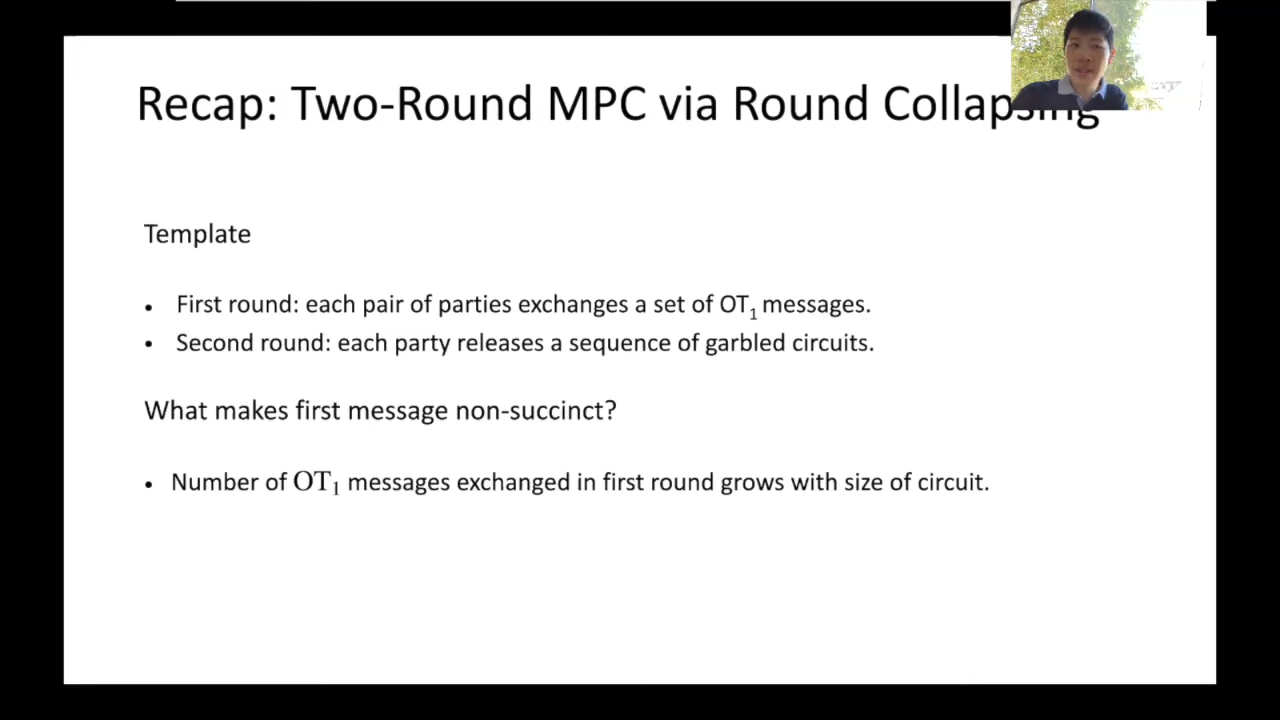 Recap: Two-Round MPC via Round Collapsing
Template
• First round: each pair of parties exchanges a set of OT₁ messages.
• Second round: each party releases a sequence of garbled circuits.
What makes first message non-succinct?
• Number of OT₁ messages exchanged in first round grows with size of circuit.